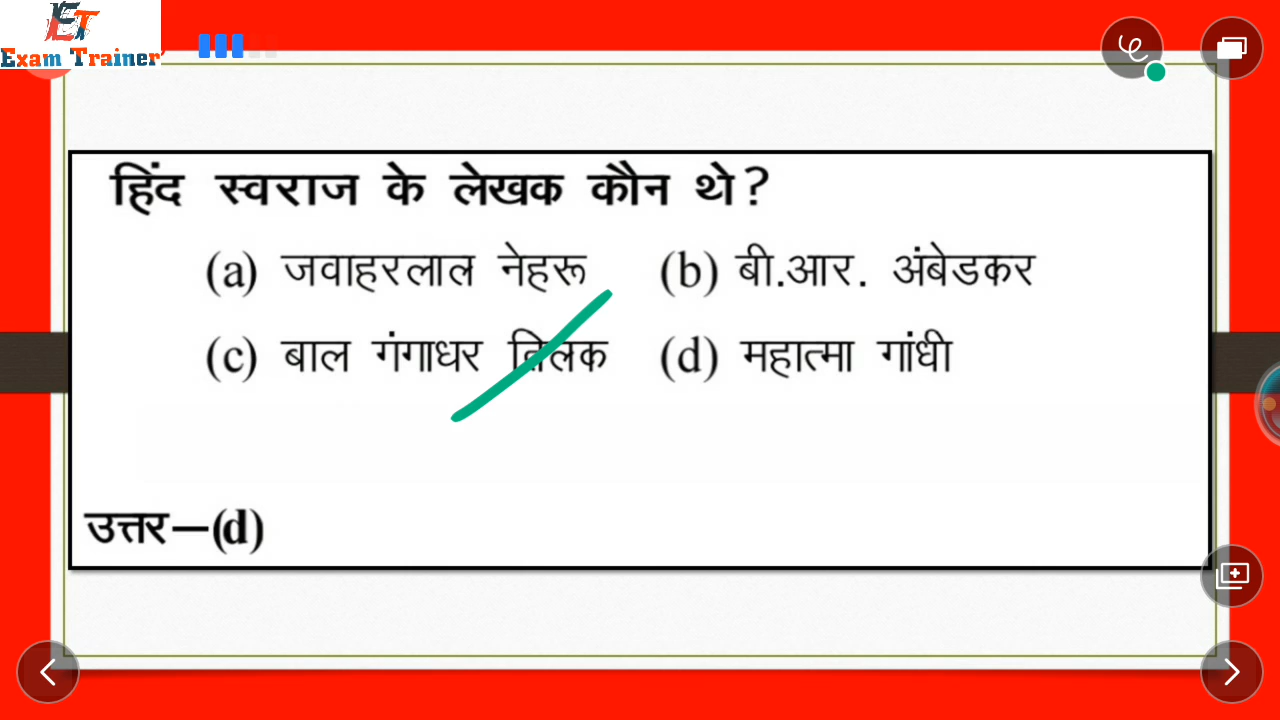 ET
Exam Trainer
हिंद स्वराज के लेखक कौन थे?
(a) जवाहरलाल नेहरू (b) बी.आर. अंबेडकर
(c) बाल गंगाधर तिलक (d) महात्मा गांधी
उत्तर—(d)